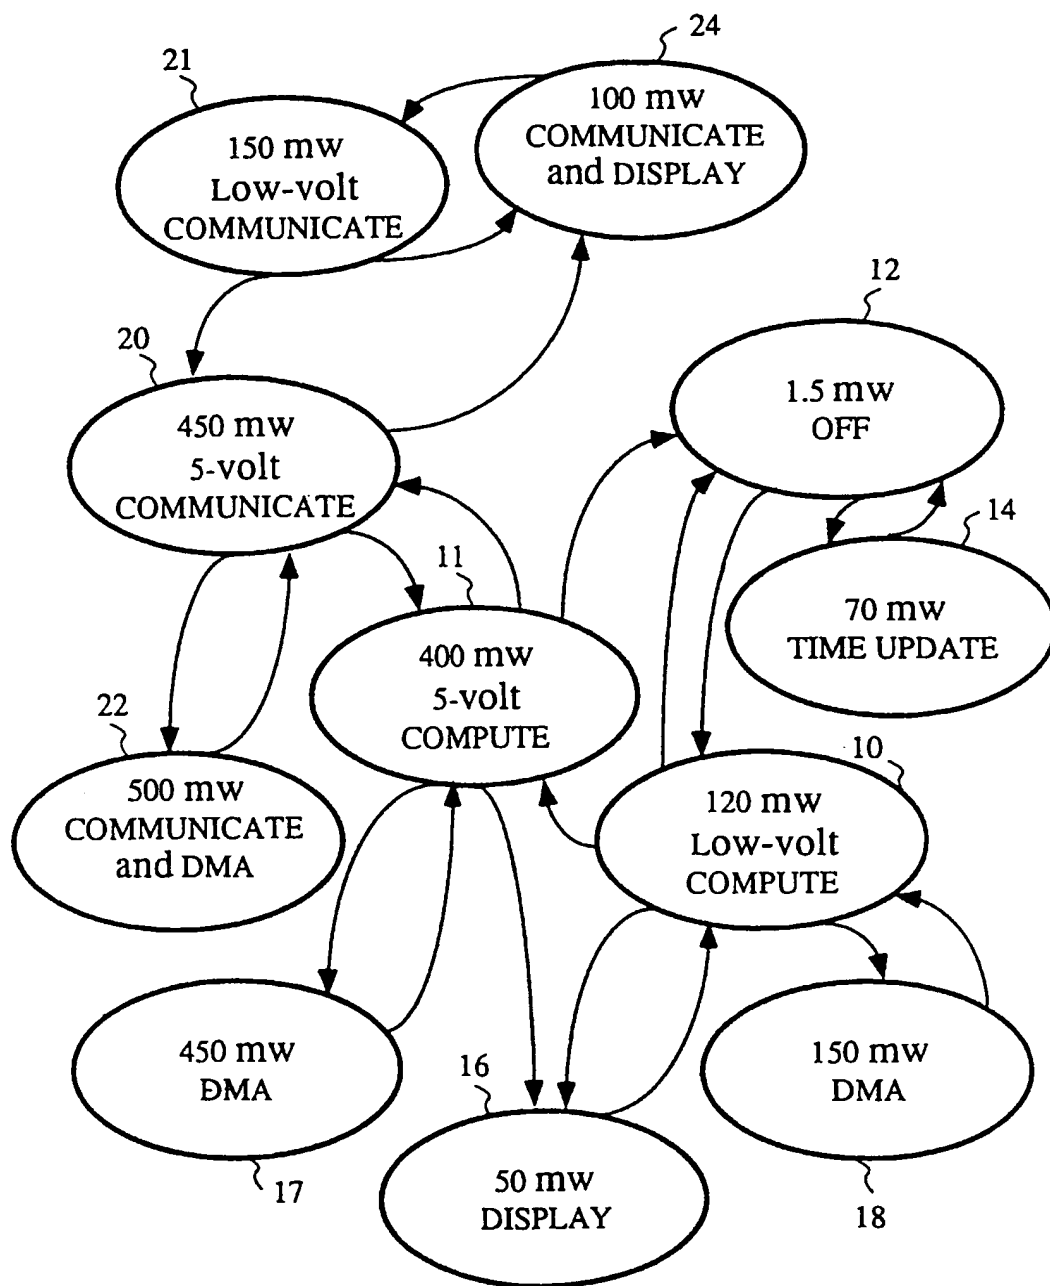 24
100 mw
COMMUNICATE
and DISPLAY
21
150 mw
Low-volt
COMMUNICATE
12
1.5 mw
OFF
20
450 mw
5-volt
COMMUNICATE
14
70 mw
TIME UPDATE
11
400 mw
5-volt
COMPUTE
22
500 mw
COMMUNICATE
and DMA
10
120 mw
Low-volt
COMPUTE
450 mw
DMA
17
16
50 mw
DISPLAY
150 mw
DMA
18